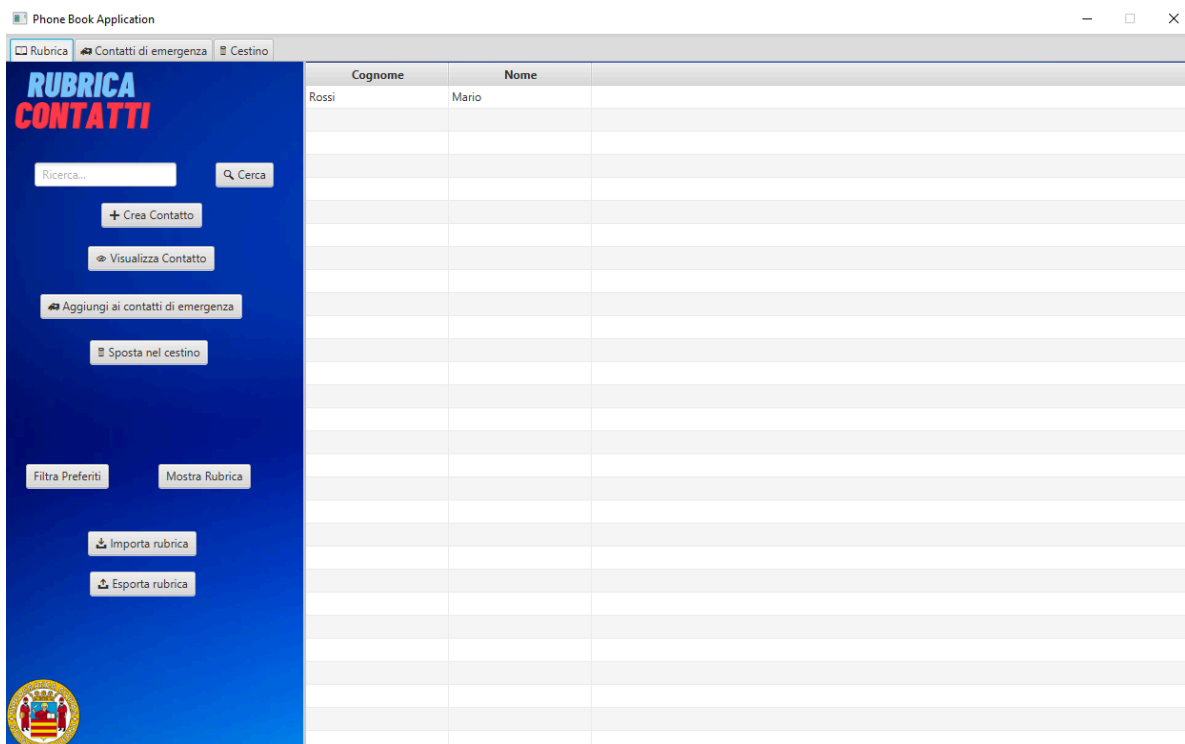 Phone Book Application
Rubrica Contatti di emergenza Cestino
RUBRICA
CONTATTI
Cognome Nome
Rossi Mario
Ricerca... Cerca
Crea Contatto
Visualizza Contatto
Aggiungi ai contatti di emergenza
Sposta nel cestino
Filtra Preferiti Mostra Rubrica
Importa rubrica
Esporta rubrica